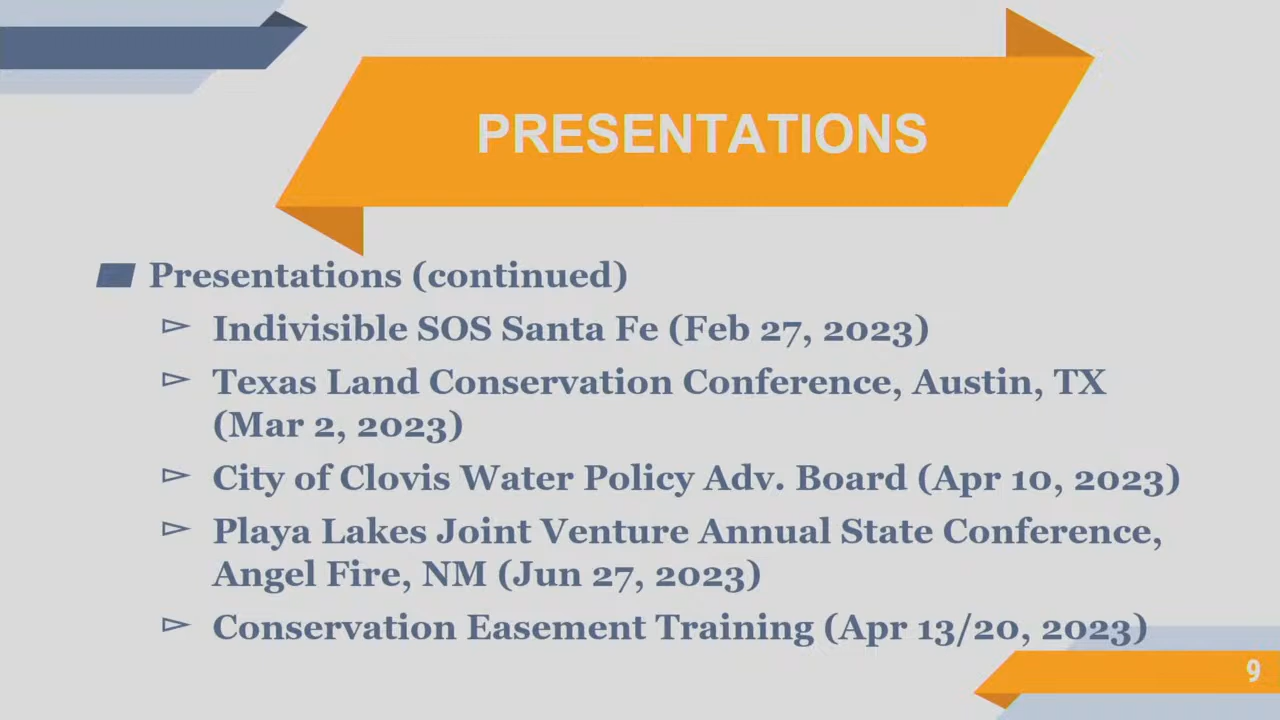 PRESENTATIONS
Presentations (continued)
Indivisible SOS Santa Fe (Feb 27, 2023)
Texas Land Conservation Conference, Austin, TX
(Mar 2, 2023)
City of Clovis Water Policy Adv. Board (Apr 10, 2023)
Playa Lakes Joint Venture Annual State Conference,
Angel Fire, NM (Jun 27, 2023)
Conservation Easement Training (Apr 13/20, 2023)
9